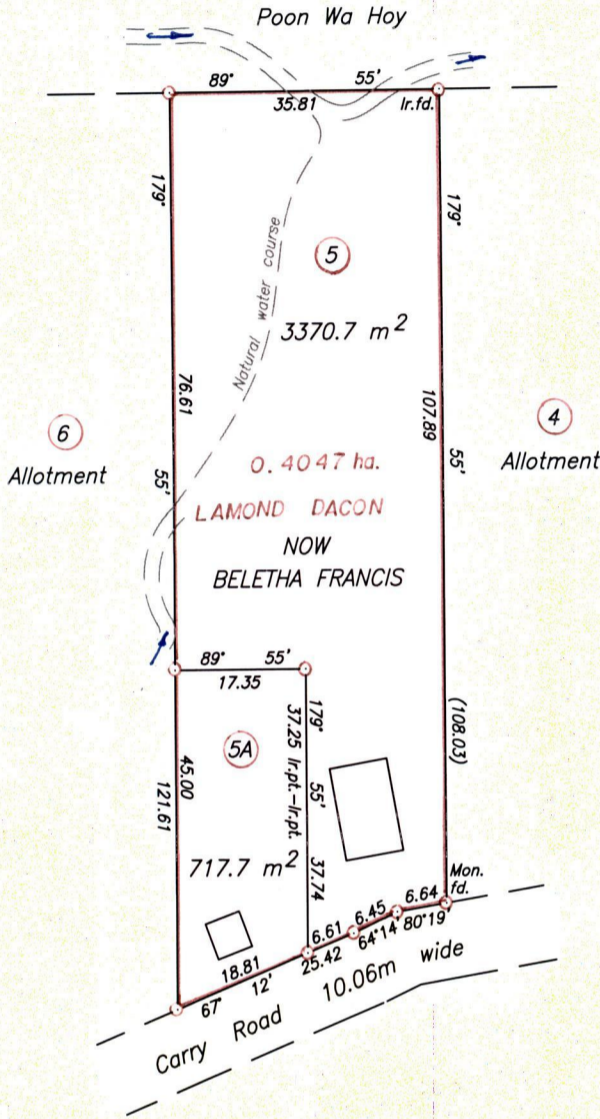 Poon Wa Hoy
89° 55'
35.81 Ir.fd.
179°
179°
5
Natural water course
3370.7 m²
76.61
107.89
6
Allotment
4
Allotment
55'
55'
0.4047 ha.
LAMOND DACON
NOW
BELETHA FRANCIS
89° 55'
17.35
(108.03)
179°
37.25 Ir.pt.-Ir.pt.
55'
37.74
5A
45.00
121.61
717.7 m²
Mon.
fd.
6.61 6.45 6.64
64°14' 80°19'
18.81 25.42
67° 12'
Carry Road 10.06m wide